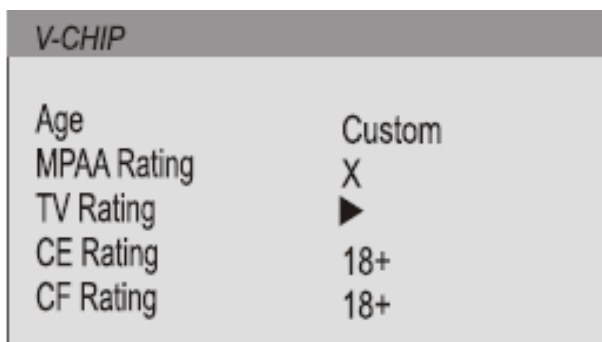 V-CHIP
Age Custom
MPAA Rating X
TV Rating ▶
CE Rating 18+
CF Rating 18+